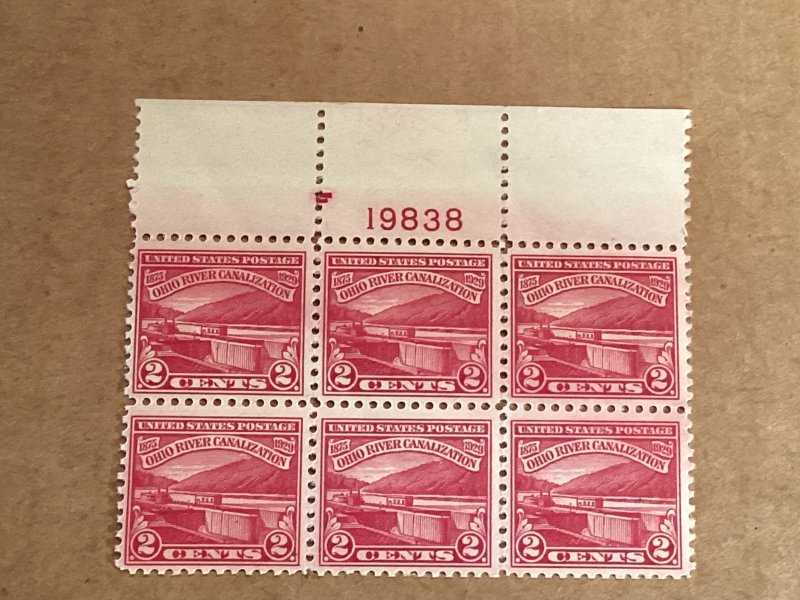 F
19838
UNITED STATES POSTAGE
1875 1929
OHIO RIVER CANALIZATION
2 CENTS 2
UNITED STATES POSTAGE
1875 1929
OHIO RIVER CANALIZATION
2 CENTS 2
UNITED STATES POSTAGE
1875 1929
OHIO RIVER CANALIZATION
2 CENTS 2
UNITED STATES POSTAGE
1875 1929
OHIO RIVER CANALIZATION
2 CENTS 2
UNITED STATES POSTAGE
1875 1929
OHIO RIVER CANALIZATION
2 CENTS 2
UNITED STATES POSTAGE
1875 1929
OHIO RIVER CANALIZATION
2 CENTS 2